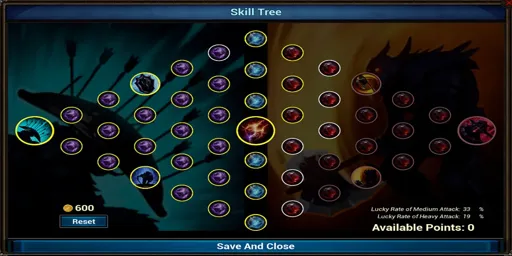 Skill Tree
600
Reset
Lucky Rate of Medium Attack: 33 %
Lucky Rate of Heavy Attack: 19 %
Available Points: 0
Save And Close